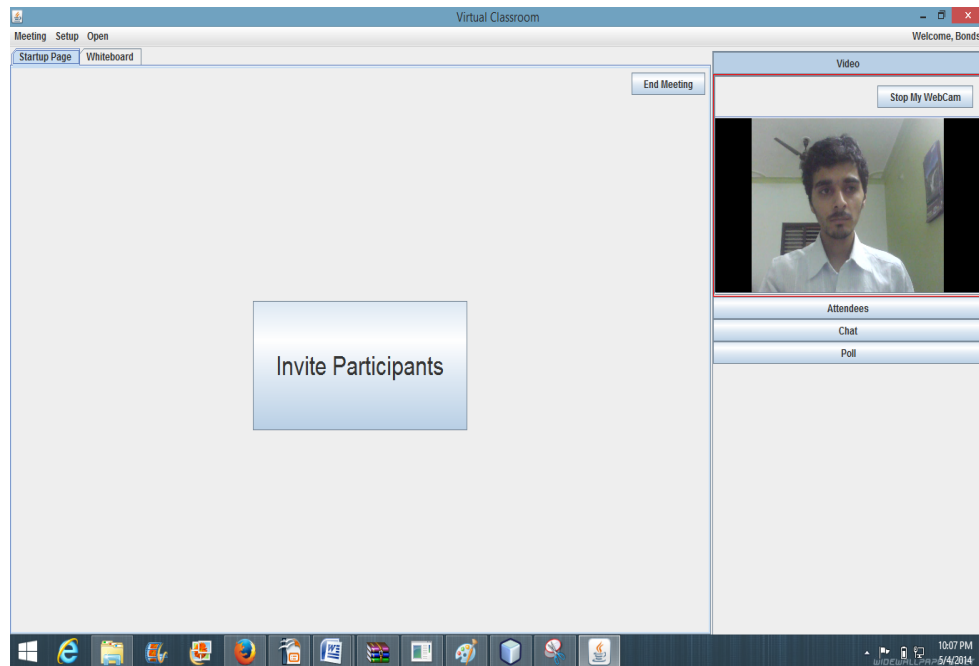 Virtual Classroom
Meeting Setup Open
Welcome, Bonds
Startup Page Whiteboard
End Meeting
Invite Participants
Video
Stop My WebCam
Attendees
Chat
Poll
10:07 PM
5/4/2014